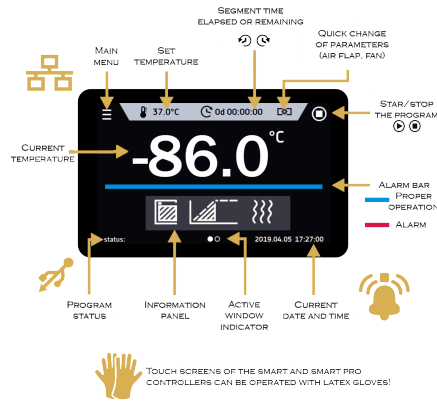 SEGMENT TIME
ELAPSED OR REMAINING
QUICK CHANGE
OF PARAMETERS
(AIR FLAP, FAN)
MAIN
MENU
SET
TEMPERATURE
37.0°C
0d 00:00:00
STAR/STOP
THE PROGRAM
CURRENT
TEMPERATURE
-86.0°C
ALARM BAR
PROPER
OPERATION
ALARM
status:
2019.04.05 17:27:00
PROGRAM
STATUS
INFORMATION
PANEL
ACTIVE
WINDOW
INDICATOR
CURRENT
DATE AND TIME
TOUCH SCREENS OF THE SMART AND SMART PRO
CONTROLLERS CAN BE OPERATED WITH LATEX GLOVES!